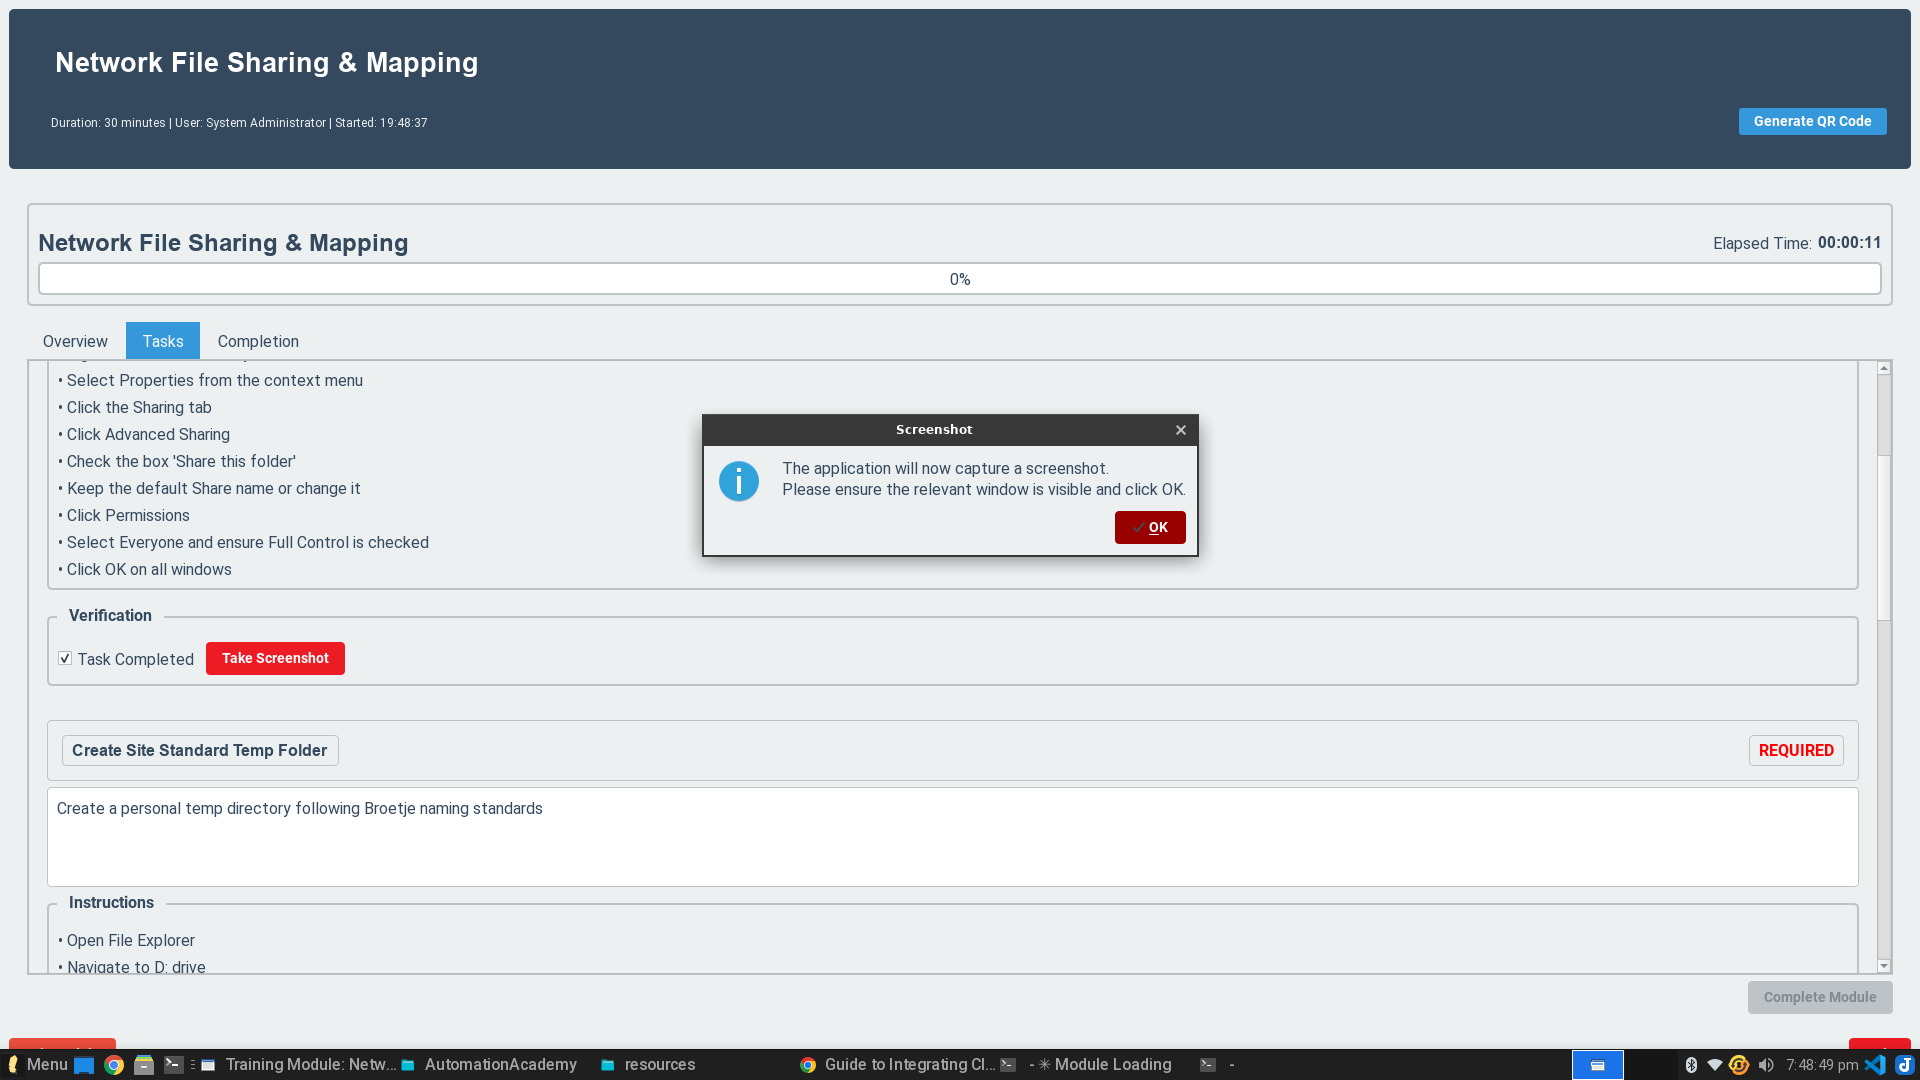 Network File Sharing & Mapping
Duration: 30 minutes | User: System Administrator | Started: 19:48:37
Generate QR Code
Network File Sharing & Mapping
Elapsed Time: 00:00:11
0%
Overview
Tasks
Completion
• Select Properties from the context menu
• Click the Sharing tab
• Click Advanced Sharing
• Check the box 'Share this folder'
• Keep the default Share name or change it
• Click Permissions
• Select Everyone and ensure Full Control is checked
• Click OK on all windows
Screenshot
The application will now capture a screenshot.
Please ensure the relevant window is visible and click OK.
OK
Verification
Task Completed
Take Screenshot
Create Site Standard Temp Folder
REQUIRED
Create a personal temp directory following Broetje naming standards
Instructions
• Open File Explorer
• Navigate to D: drive
Complete Module
Menu
Training Module: Netw...
AutomationAcademy
resources
Guide to Integrating Cl...
- ✳ Module Loading
-
7:48:49 pm